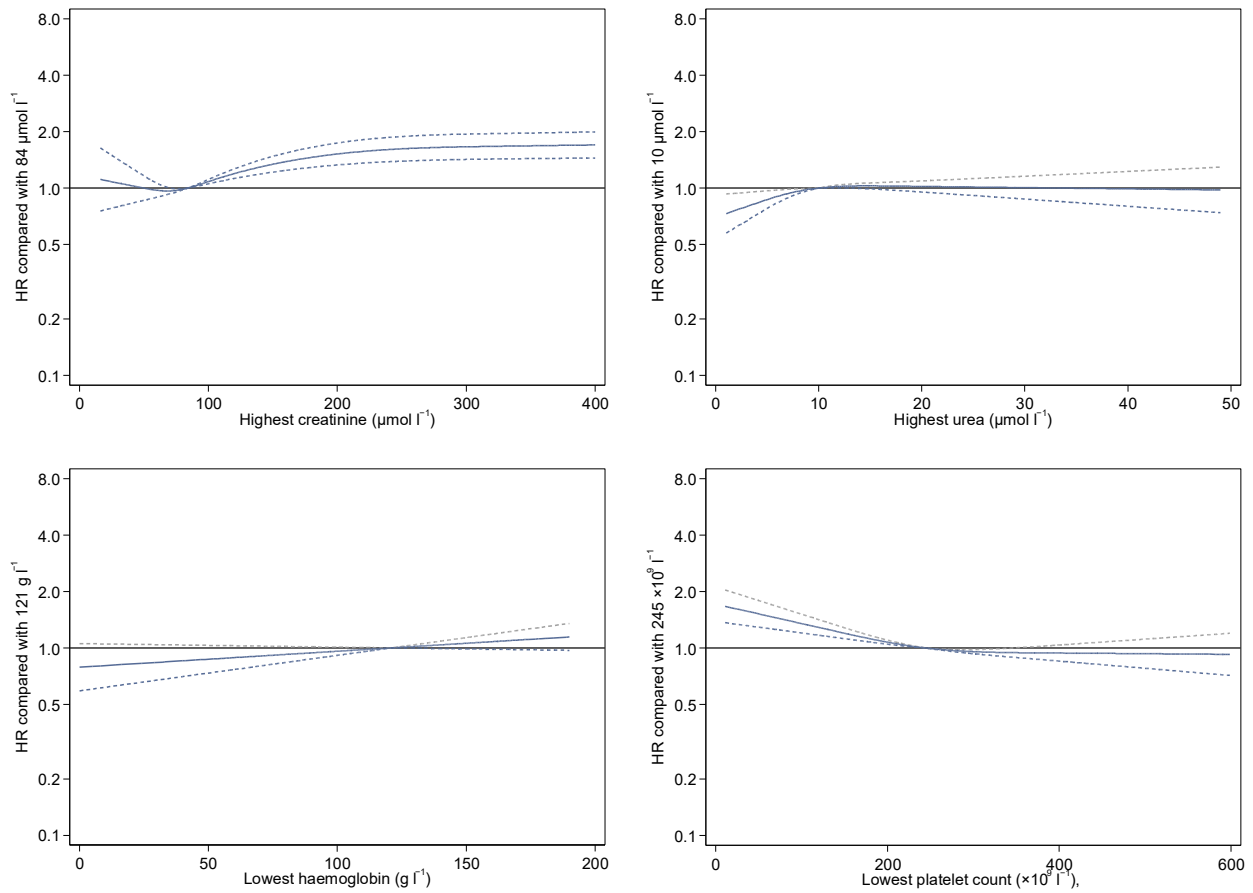 8.0
4.0
2.0
1.0
0.5
0.2
0.1
HR compared with 84 µmol l⁻¹
0 100 200 300 400
Highest creatinine (µmol l⁻¹)
8.0
4.0
2.0
1.0
0.5
0.2
0.1
HR compared with 10 µmol l⁻¹
0 10 20 30 40 50
Highest urea (µmol l⁻¹)
8.0
4.0
2.0
1.0
0.5
0.2
0.1
HR compared with 121 g l⁻¹
0 50 100 150 200
Lowest haemoglobin (g l⁻¹)
8.0
4.0
2.0
1.0
0.5
0.2
0.1
HR compared with 245 ×10⁹ l⁻¹
0 200 400 600
Lowest platelet count (×10⁹ l⁻¹),